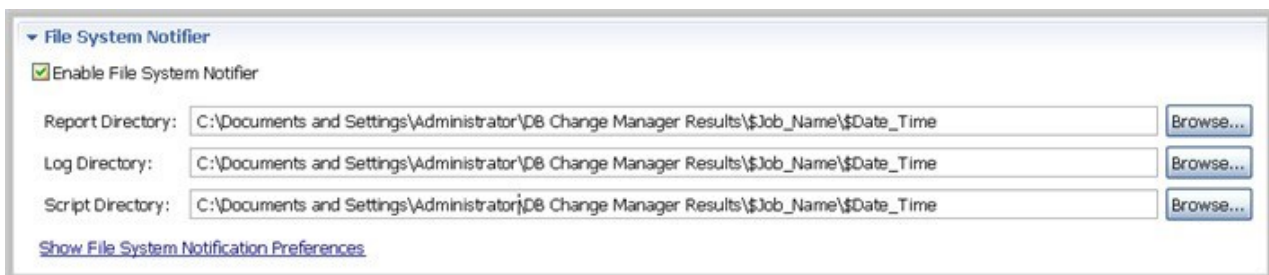 File System Notifier
Enable File System Notifier
Report Directory: C:\Documents and Settings\Administrator\DB Change Manager Results\$Job_Name\$Date_Time Browse...
Log Directory: C:\Documents and Settings\Administrator\DB Change Manager Results\$Job_Name\$Date_Time Browse...
Script Directory: C:\Documents and Settings\Administrator\DB Change Manager Results\$Job_Name\$Date_Time Browse...
Show File System Notification Preferences